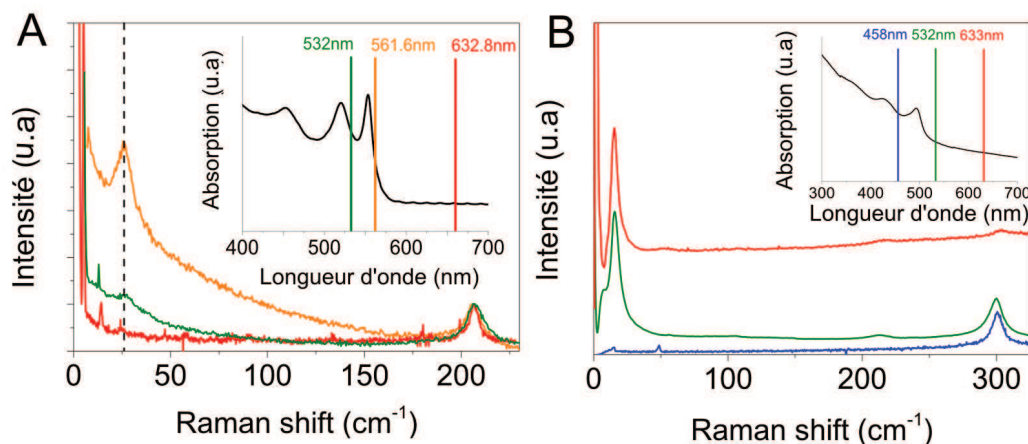 A
Intensité (u.a)
Raman shift (cm-1)
0 50 100 150 200
532nm 561.6nm 632.8nm
Absorption (u.a)
400 500 600 700
Longueur d'onde (nm)
B
Intensité (u.a)
Raman shift (cm-1)
0 100 200 300
458nm 532nm 633nm
Absorption (u.a)
300 400 500 600 700
Longueur d'onde (nm)